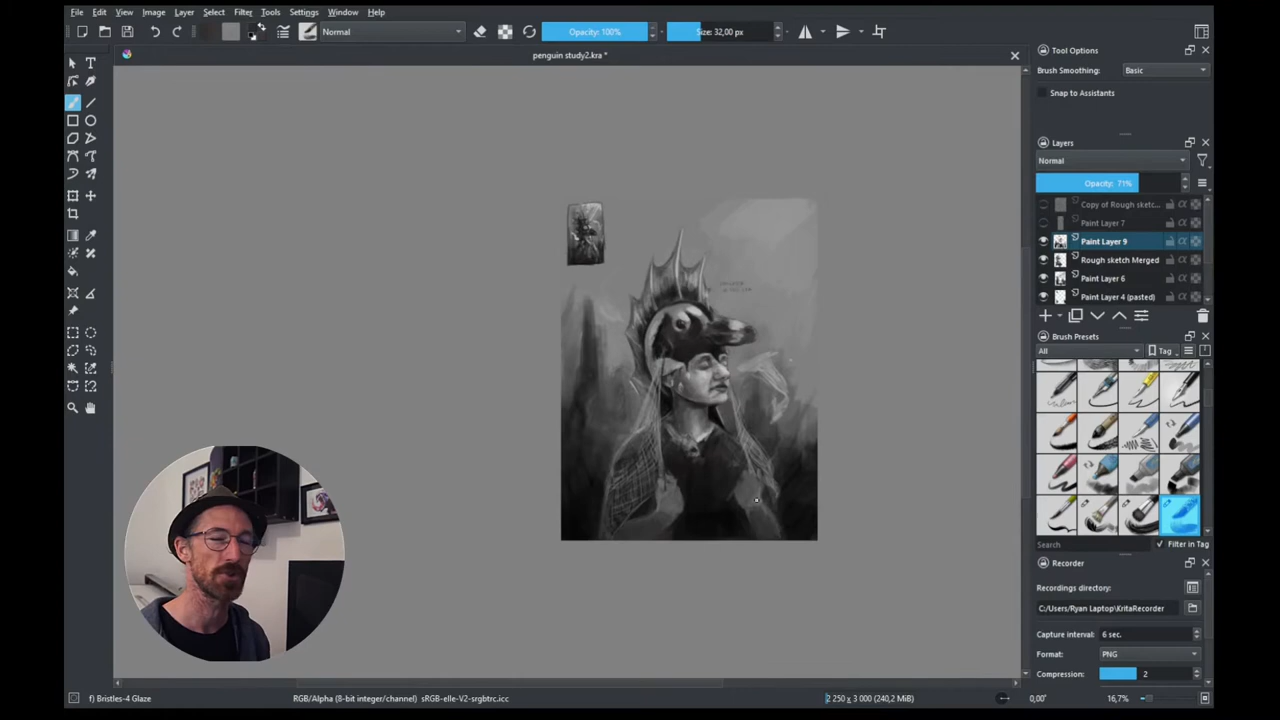 File Edit View Image Layer Select Filter Tools Settings Window Help
Normal Opacity: 100% Size: 32,00 px
penguin study2.kra *
Tool Options
Brush Smoothing: Basic
Snap to Assistants
Layers
Normal
Opacity: 71%
Copy of Rough sketc...
Paint Layer 7
Paint Layer 9
Rough sketch Merged
Paint Layer 6
Paint Layer 4 (pasted)
Brush Presets
All Tag
Search Filter in Tag
Recorder
Recordings directory:
C:/Users/Ryan Laptop\KritaRecorder
Capture interval: 6 sec.
Format: PNG
Compression: 2
f) Bristles-4 Glaze RGB/Alpha (8-bit integer/channel) sRGB-elle-V2-srgbtrc.icc 2 250 x 3 000 (240,2 MiB) 0,00° 16,7%